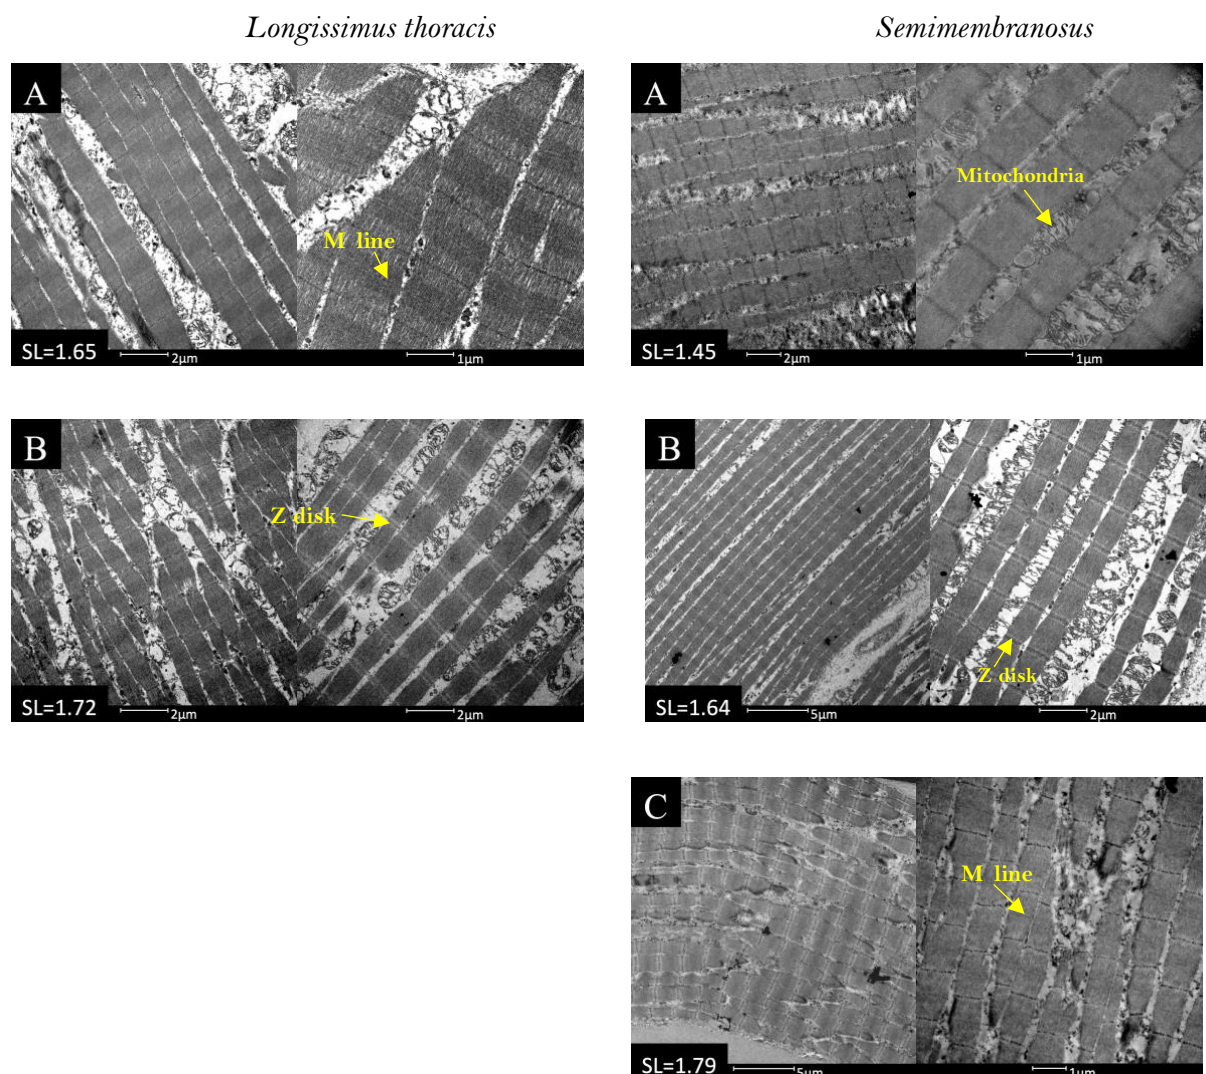 Longissimus thoracis
Semimembranosus
A
M line
SL=1.65
2μm
1μm
A
Mitochondria
SL=1.45
2μm
1μm
B
Z disk
SL=1.72
2μm
2μm
B
Z disk
SL=1.64
5μm
2μm
C
M line
SL=1.79
5μm
1μm